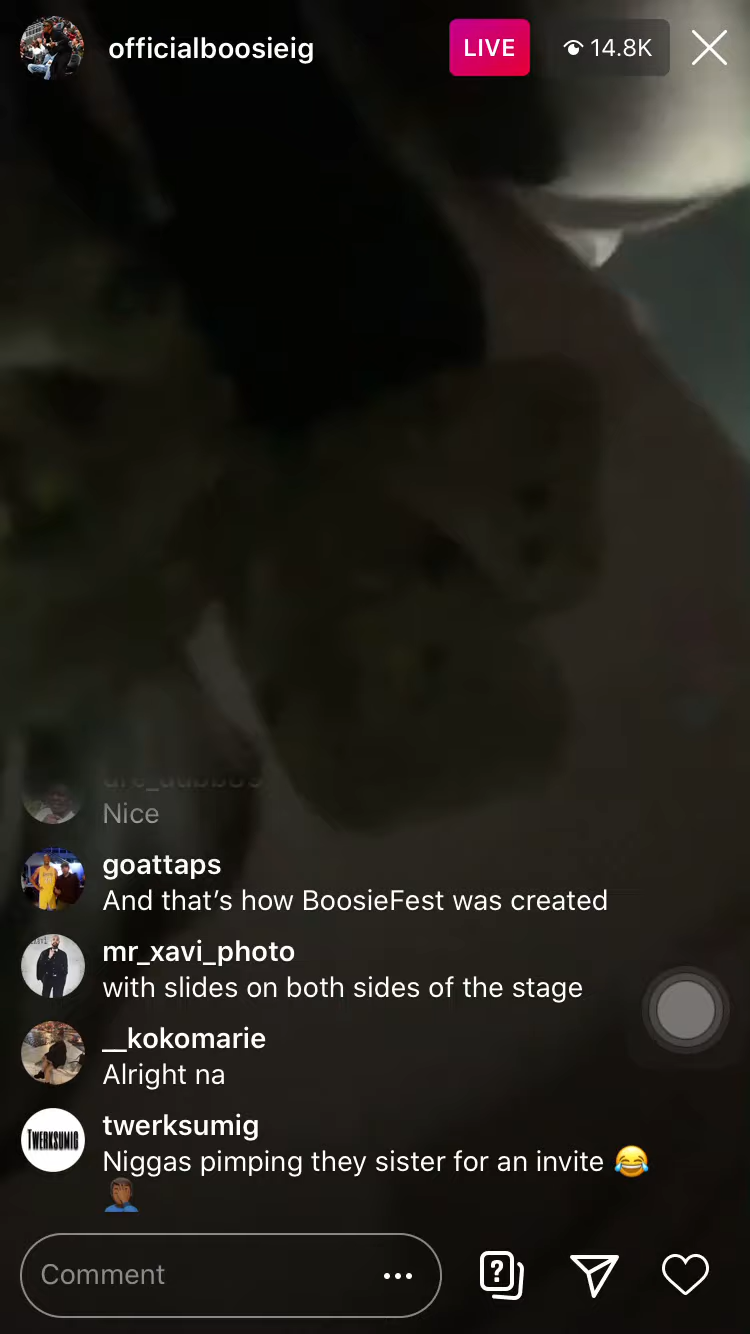 officialboosieig
LIVE
14.8K
Nice
goattaps
And that’s how BoosieFest was created
mr_xavi_photo
with slides on both sides of the stage
__kokomarie
Alright na
TWERKSUMIG
twerksumig
Niggas pimping they sister for an invite 😂
🤦🏾‍♂️
Comment